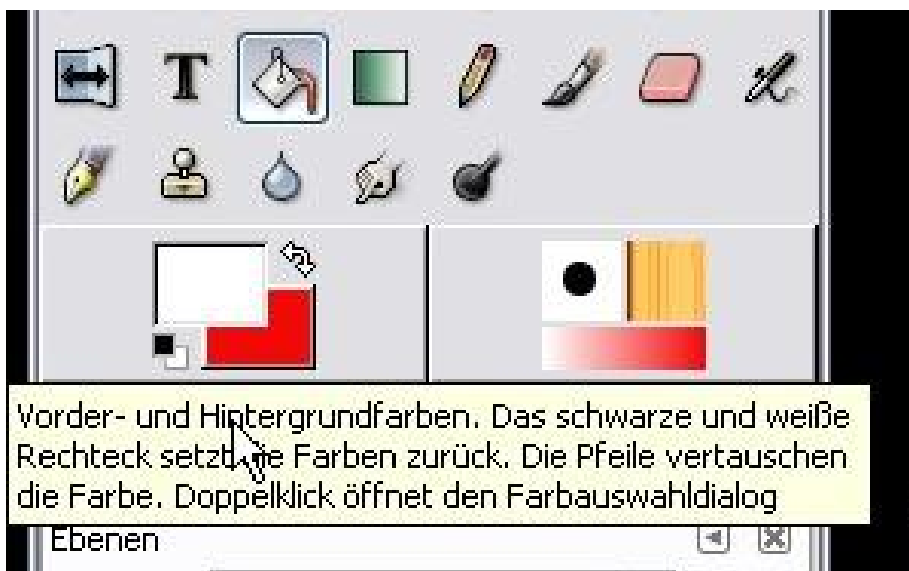 T
Vorder- und Hintergrundfarben. Das schwarze und weiße
Rechteck setzt die Farben zurück. Die Pfeile vertauschen
die Farbe. Doppelklick öffnet den Farbauswahldialog
Ebenen